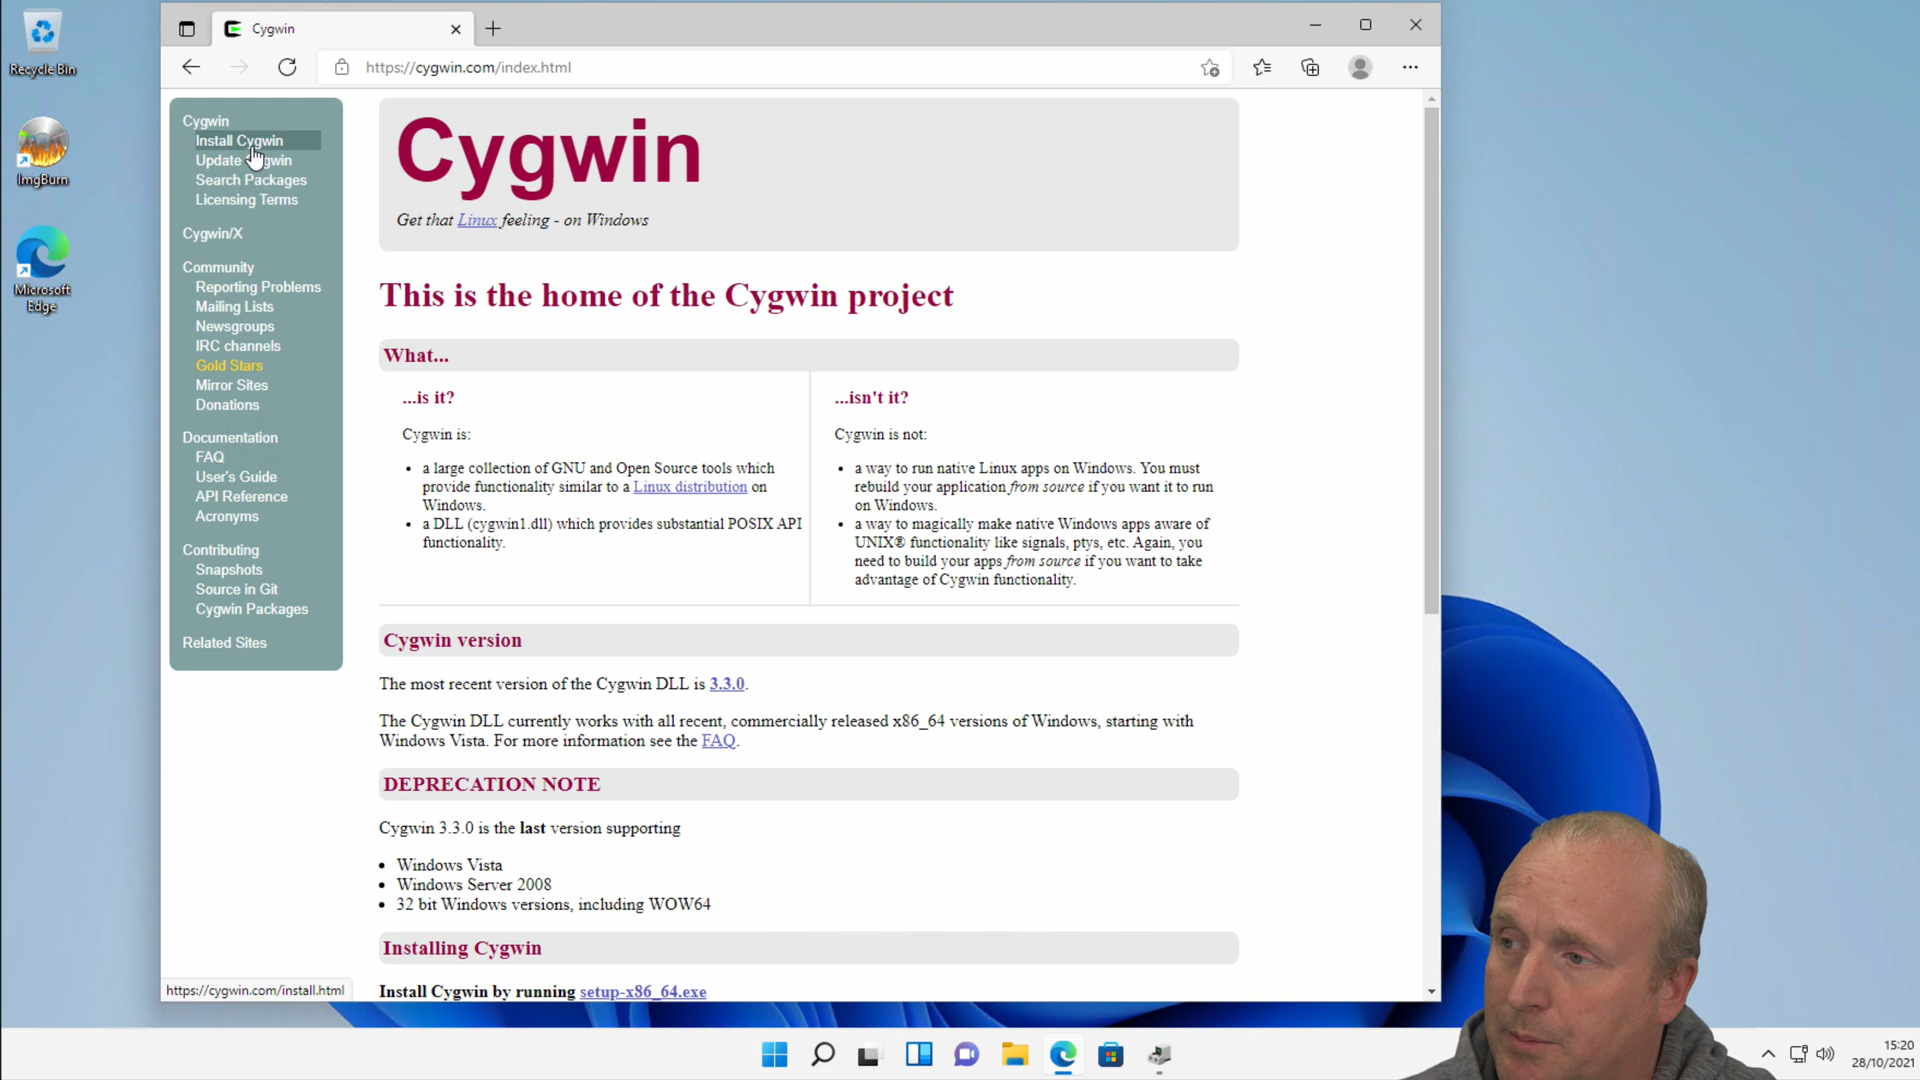 Recycle Bin
ImgBurn
Microsoft
Edge
Cygwin
https://cygwin.com/index.html
Cygwin
Install Cygwin
Update Cygwin
Search Packages
Licensing Terms
Cygwin/X
Community
Reporting Problems
Mailing Lists
Newsgroups
IRC channels
Gold Stars
Mirror Sites
Donations
Documentation
FAQ
User's Guide
API Reference
Acronyms
Contributing
Snapshots
Source in Git
Cygwin Packages
Related Sites
Cygwin
Get that Linux feeling - on Windows
This is the home of the Cygwin project
What...
...is it?
Cygwin is:
• a large collection of GNU and Open Source tools which
provide functionality similar to a Linux distribution on
Windows.
• a DLL (cygwin1.dll) which provides substantial POSIX API
functionality.
...isn't it?
Cygwin is not:
• a way to run native Linux apps on Windows. You must
rebuild your application from source if you want it to run
on Windows.
• a way to magically make native Windows apps aware of
UNIX® functionality like signals, ptys, etc. Again, you
need to build your apps from source if you want to take
advantage of Cygwin functionality.
Cygwin version
The most recent version of the Cygwin DLL is 3.3.0.
The Cygwin DLL currently works with all recent, commercially released x86_64 versions of Windows, starting with
Windows Vista. For more information see the FAQ.
DEPRECATION NOTE
Cygwin 3.3.0 is the last version supporting
• Windows Vista
• Windows Server 2008
• 32 bit Windows versions, including WOW64
Installing Cygwin
Install Cygwin by running setup-x86_64.exe
https://cygwin.com/install.html
15:20
28/10/2021